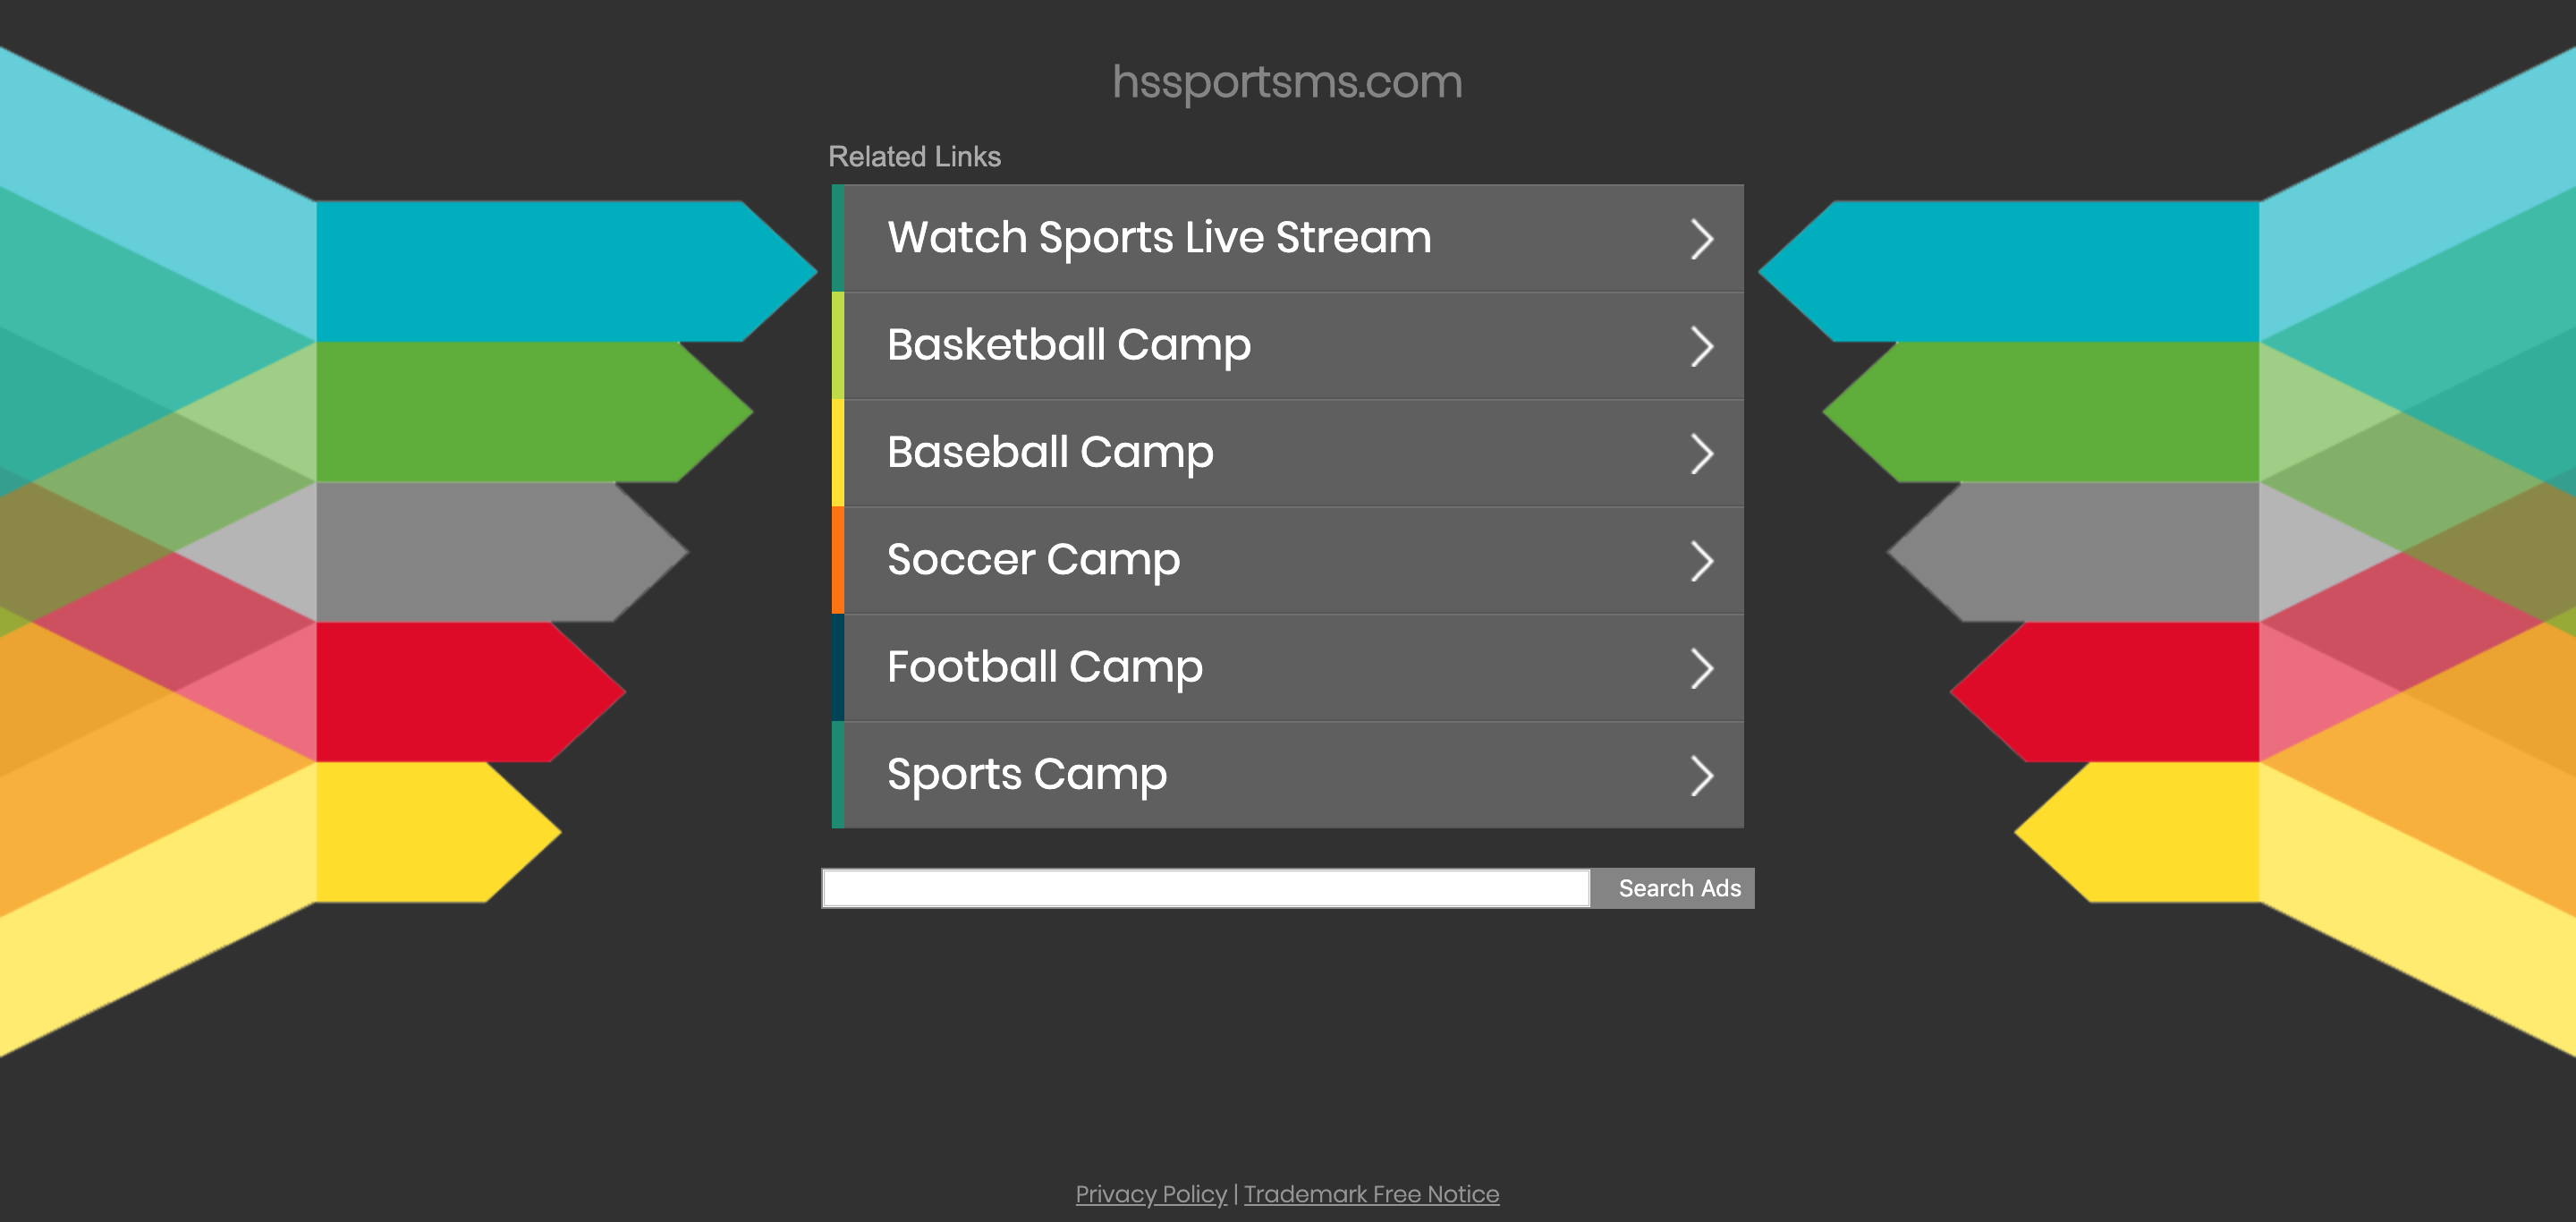 hssportsms.com
Related Links
Watch Sports Live Stream
Basketball Camp
Baseball Camp
Soccer Camp
Football Camp
Sports Camp
Search Ads
Privacy Policy | Trademark Free Notice